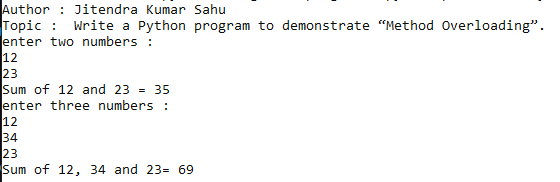 Author : Jitendra Kumar Sahu
Topic :  Write a Python program to demonstrate “Method Overloading”.
enter two numbers :
12
23
Sum of 12 and 23 = 35
enter three numbers :
12
34
23
Sum of 12, 34 and 23= 69